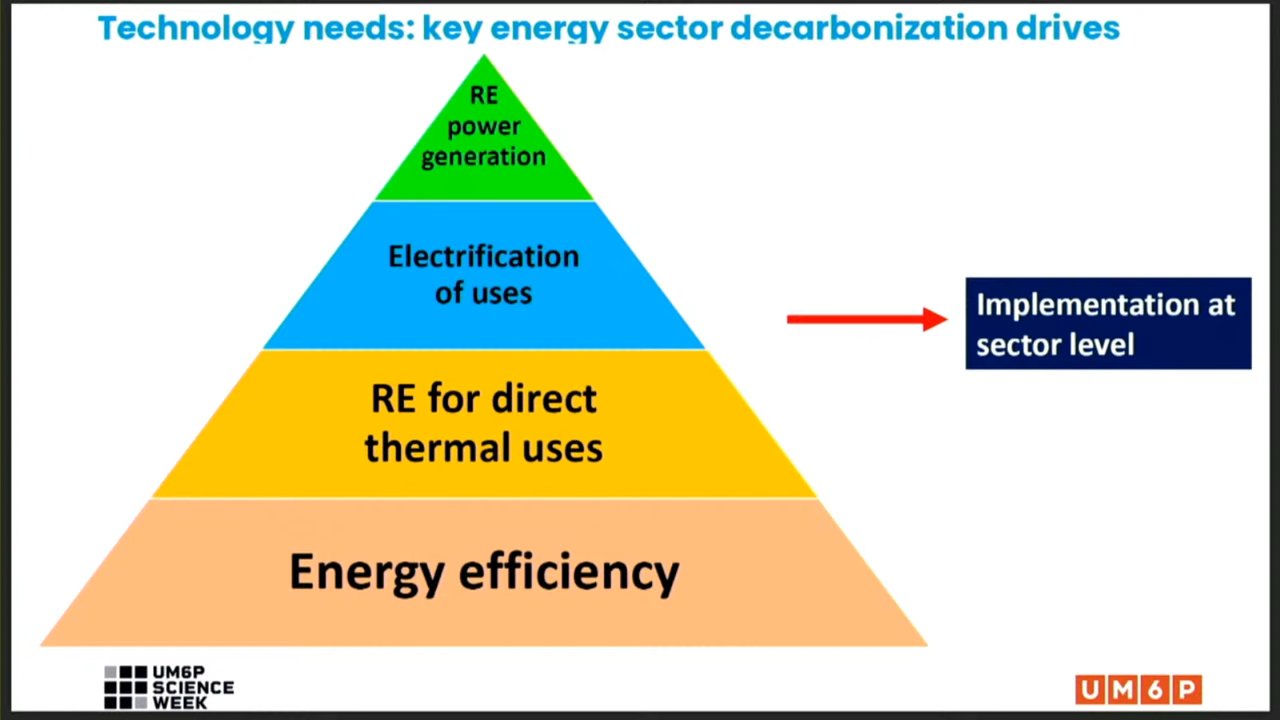 Technology needs: key energy sector decarbonization drives
RE
power
generation
Electrification
of uses
Implementation at
sector level
RE for direct
thermal uses
Energy efficiency
UM6P
SCIENCE
WEEK
UM6P